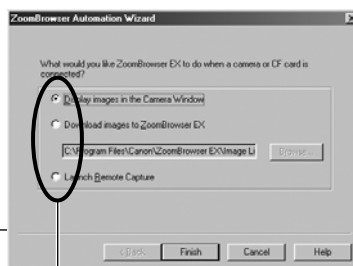 ZoomBrowser Automation Wizard
What would you like ZoomBrowser EX to do when a camera or CF card is
connected?
Display images in the Camera Window
Download images to ZoomBrowser EX
C:\Program Files\Canon\ZoomBrowser EX\Image Li
Browse...
Launch Remote Capture
< Back
Finish
Cancel
Help